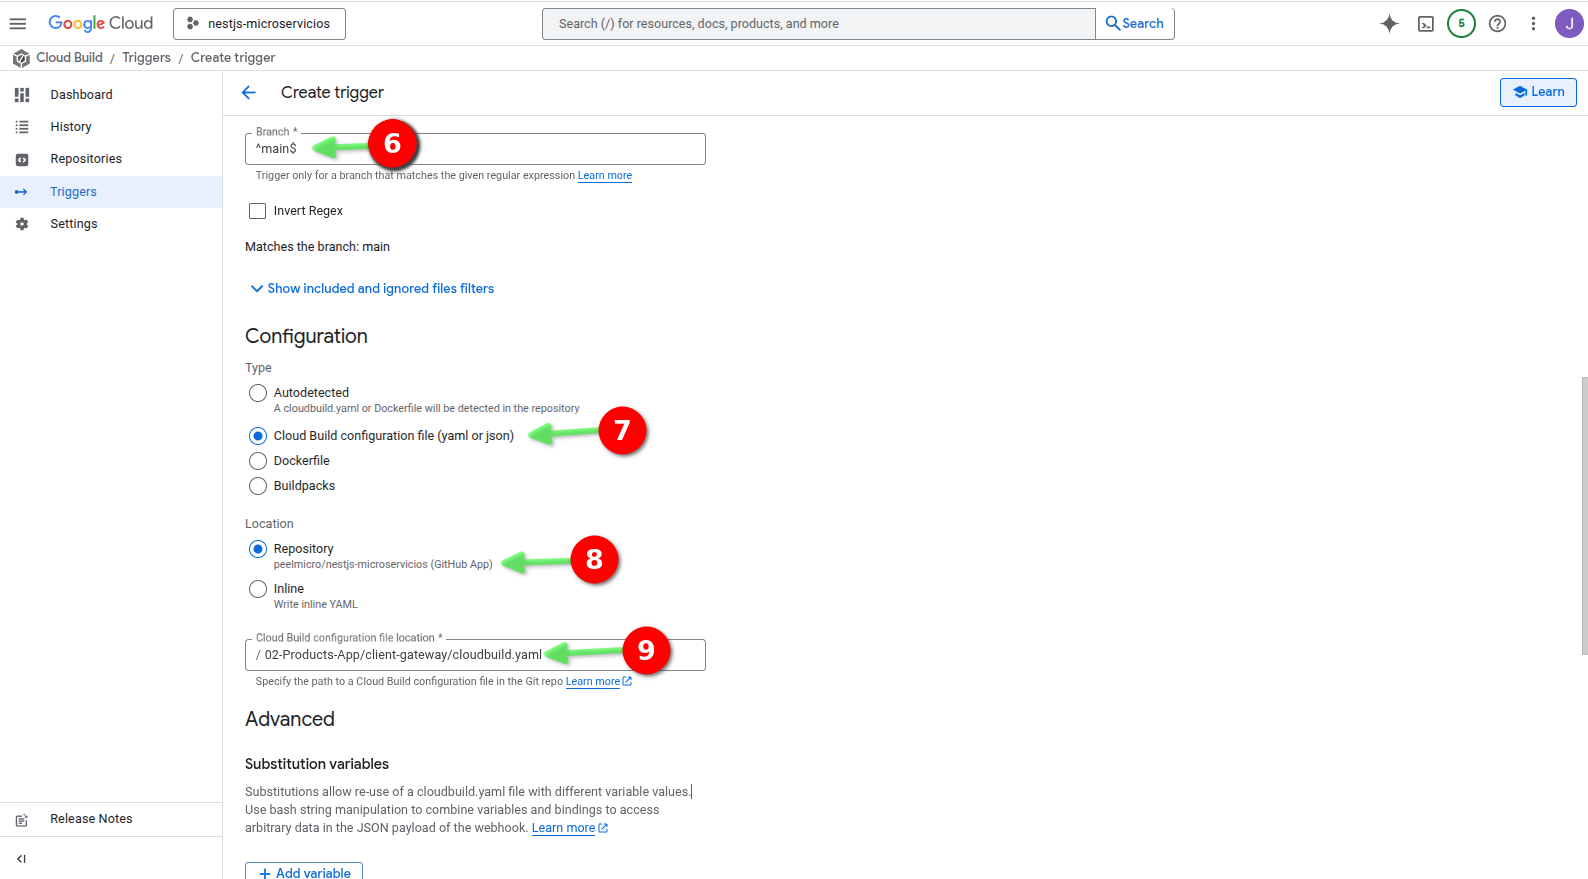 Google Cloud
nestjs-microservicios
Search (/) for resources, docs, products, and more
Search
5
J
Cloud Build / Triggers / Create trigger
Dashboard
History
Repositories
Triggers
Settings
Release Notes
Create trigger
Learn
Branch *
^main$
6
Trigger only for a branch that matches the given regular expression Learn more
Invert Regex
Matches the branch: main
Show included and ignored files filters
Configuration
Type
Autodetected
A cloudbuild.yaml or Dockerfile will be detected in the repository
Cloud Build configuration file (yaml or json)
7
Dockerfile
Buildpacks
Location
Repository
peelmicro/nestjs-microservicios (GitHub App)
8
Inline
Write inline YAML
Cloud Build configuration file location *
/ 02-Products-App/client-gateway/cloudbuild.yaml
9
Specify the path to a Cloud Build configuration file in the Git repo Learn more
Advanced
Substitution variables
Substitutions allow re-use of a cloudbuild.yaml file with different variable values.
Use bash string manipulation to combine variables and bindings to access
arbitrary data in the JSON payload of the webhook. Learn more
+ Add variable